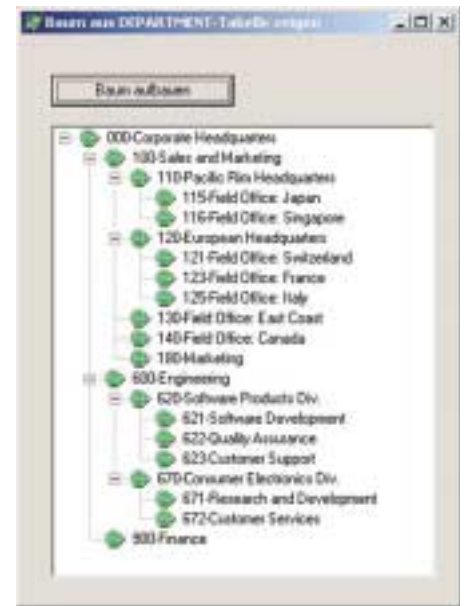 Baum aus DEPARTMENT-Tabelle zeigen
Baum aufbauen
000-Corporate Headquarters
100-Sales and Marketing
110-Pacific Rim Headquarters
115-Field Office: Japan
116-Field Office: Singapore
120-European Headquarters
121-Field Office: Switzerland
123-Field Office: France
125-Field Office: Italy
130-Field Office: East Coast
140-Field Office: Canada
180-Marketing
600-Engineering
620-Software Products Div.
621-Software Development
622-Quality Assurance
623-Customer Support
670-Consumer Electronics Div.
671-Research and Development
672-Customer Services
900-Finance